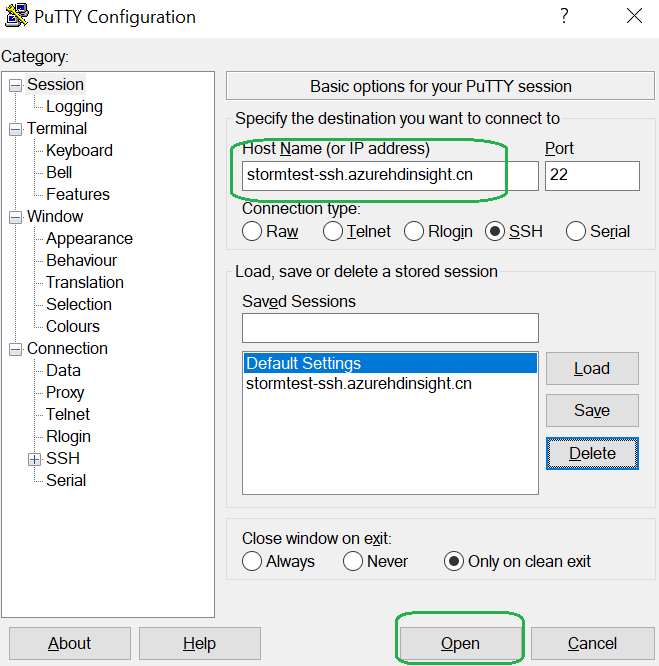 PuTTY Configuration
?
Category:
Session
Logging
Terminal
Keyboard
Bell
Features
Window
Appearance
Behaviour
Translation
Selection
Colours
Connection
Data
Proxy
Telnet
Rlogin
SSH
Serial
Basic options for your PuTTY session
Specify the destination you want to connect to
Host Name (or IP address) Port
stormtest-ssh.azurehdinsight.cn 22
Connection type:
Raw Telnet Rlogin SSH Serial
Load, save or delete a stored session
Saved Sessions
Default Settings
stormtest-ssh.azurehdinsight.cn
Load
Save
Delete
Close window on exit:
Always Never Only on clean exit
About Help Open Cancel